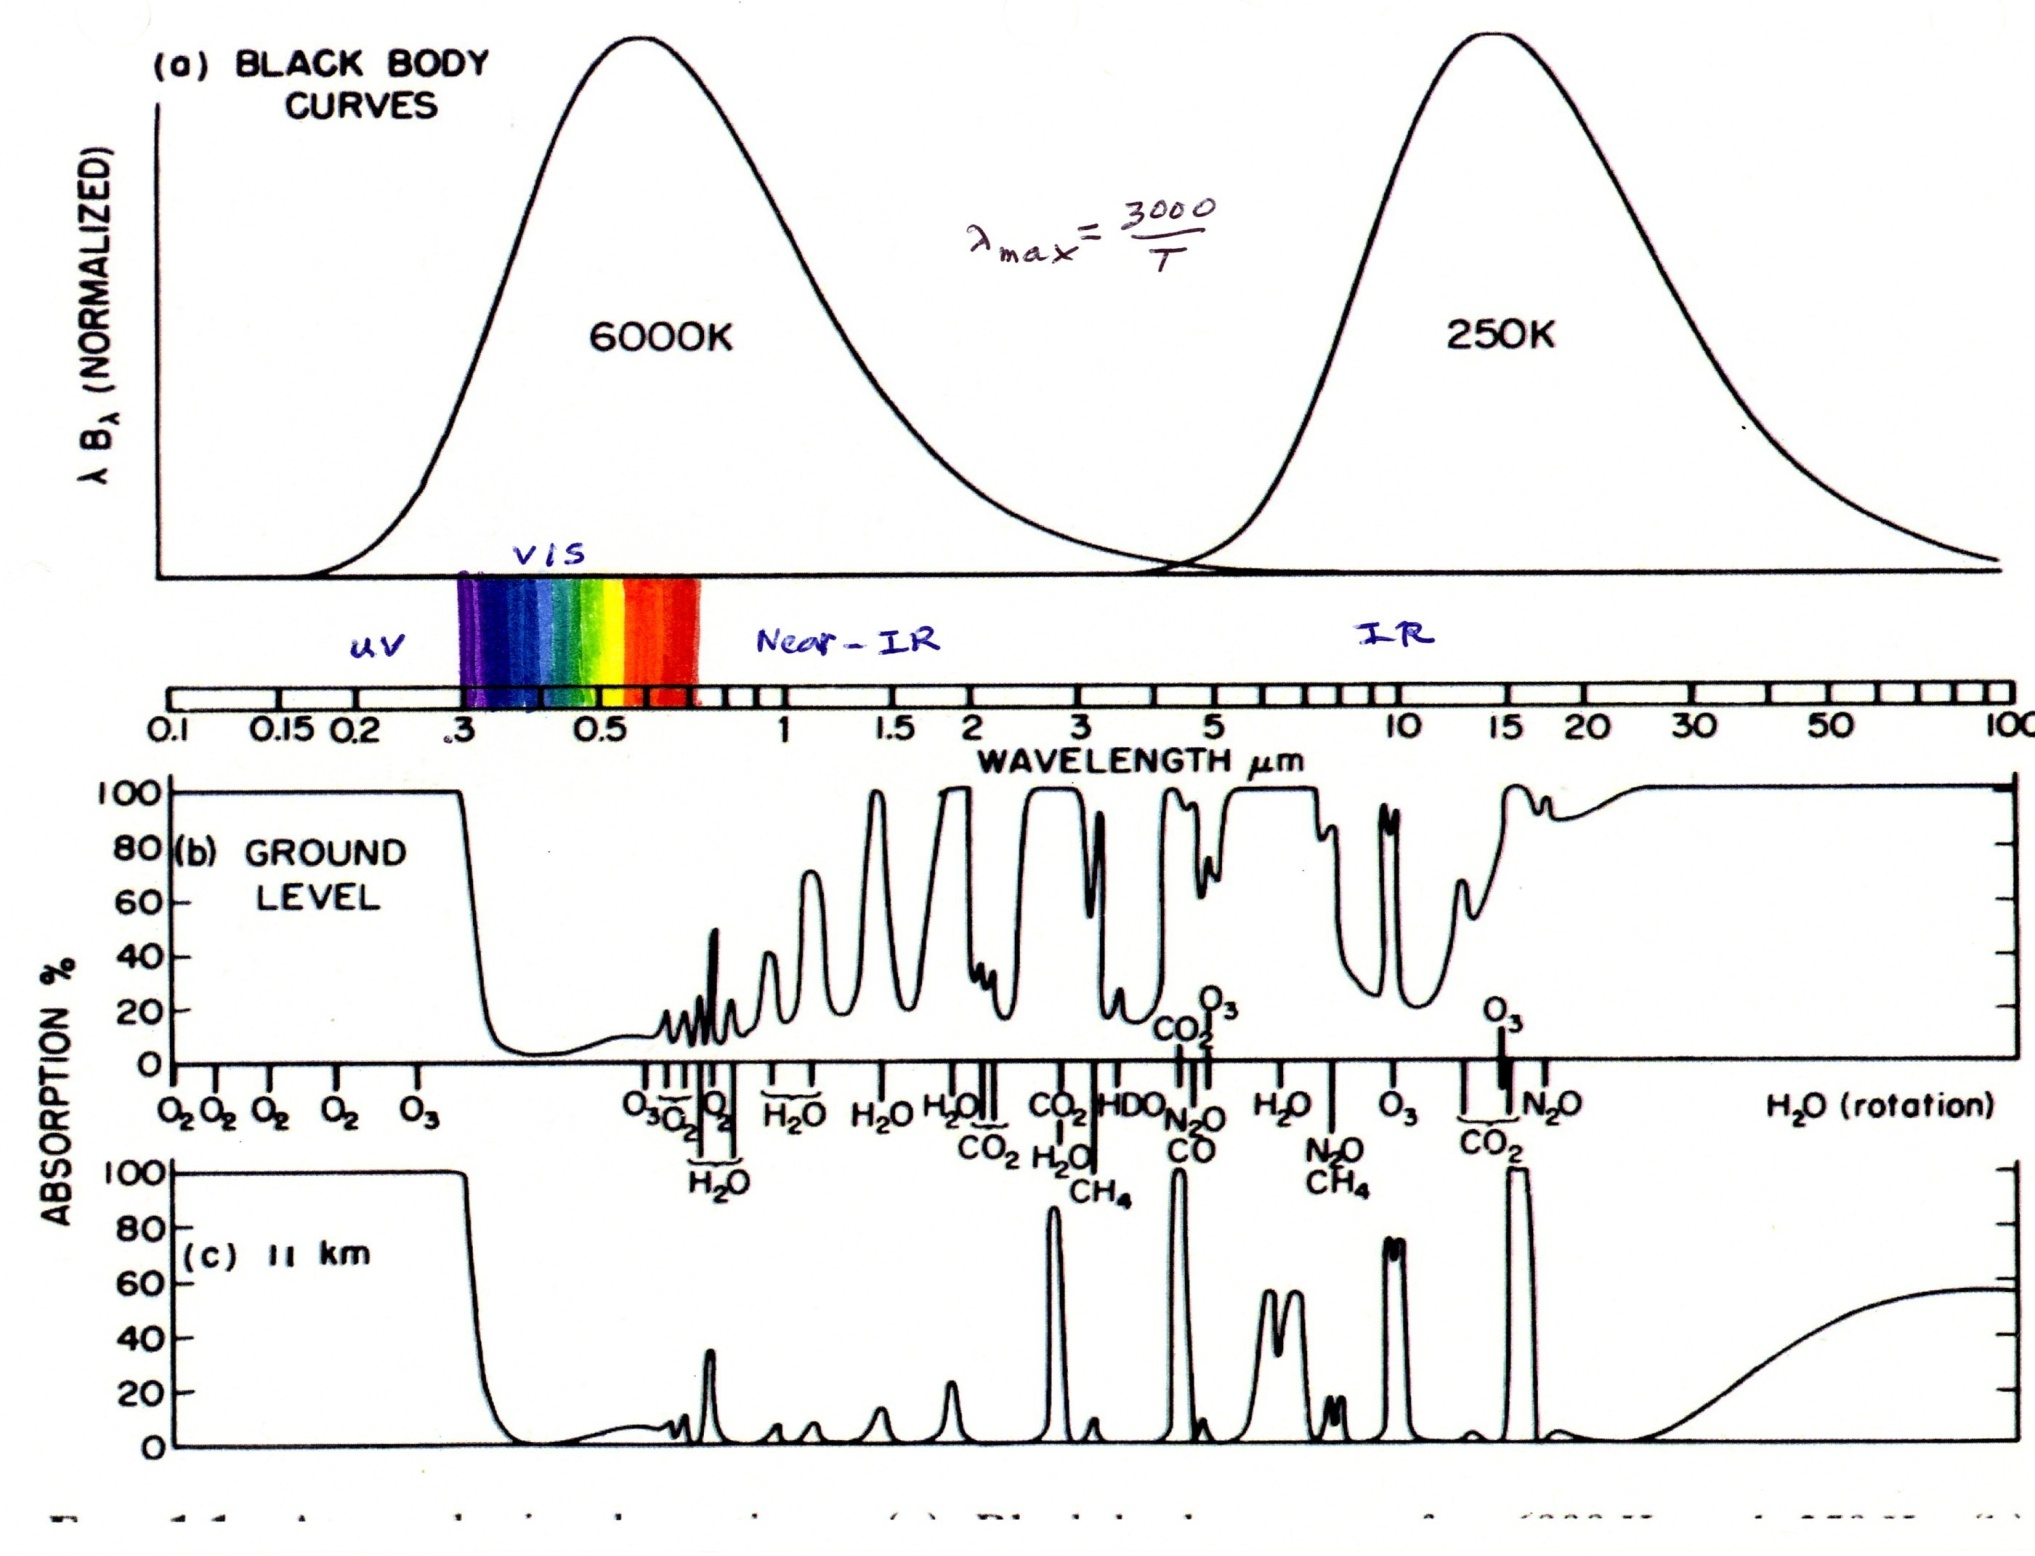 (a) BLACK BODY
CURVES
λ Bλ (NORMALIZED)
λmax = 3000/T
6000K
250K
VIS
UV
Near-IR
IR
0.1 0.15 0.2 .3 0.5 1 1.5 2 3 5 10 15 20 30 50 100
WAVELENGTH μm
ABSORPTION %
100
80
60
40
20
0
(b) GROUND
LEVEL
O₃ O₃
CO₂
O₂ O₂ O₂ O₂ O₃ O₃ O₂ O₂ H₂O H₂O H₂O CO₂ HDO N₂O H₂O O₃ N₂O H₂O (rotation)
CO₂ H₂O CO N₂O CO₂
H₂O CH₄ CH₄
100
80
60
40
20
0
(c) 11 km